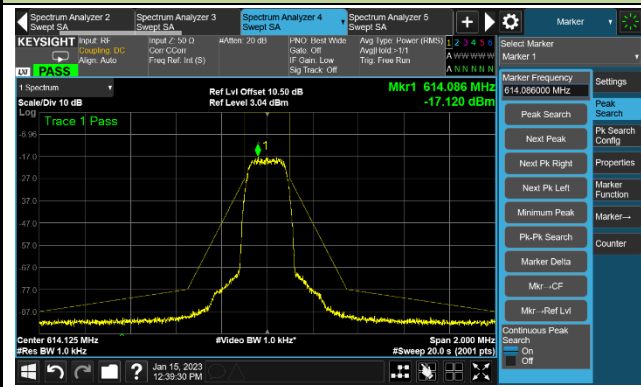 Spectrum Analyzer 2
Swept SA
Spectrum Analyzer 3
Swept SA
Spectrum Analyzer 4
Swept SA
Spectrum Analyzer 5
Swept SA
+
Marker
KEYSIGHT
Input: RF
Coupling: DC
Align: Auto
Input Z: 50 Ω
Corr CCorr
Freq Ref: Int (S)
#Atten: 20 dB
PNO: Best Wide
Gate: Off
IF Gain: Low
Sig Track: Off
Avg Type: Power (RMS)
Avg|Hold:>1/1
Trig: Free Run
1 2 3 4 5 6
A W W W W W
A N N N N N
LXI
PASS
Select Marker
Marker 1
1 Spectrum
Scale/Div 10 dB
Ref Lvl Offset 10.50 dB
Ref Level 3.04 dBm
Mkr1 614.086 MHz
-17.120 dBm
Log
Trace 1 Pass
1
-6.96
-17.0
-27.0
-37.0
-47.0
-57.0
-67.0
-77.0
-87.0
Center 614.125 MHz
#Res BW 1.0 kHz
#Video BW 1.0 kHz*
Span 2.000 MHz
#Sweep 20.0 s (2001 pts)
Marker Frequency
614.086000 MHz
Peak Search
Next Peak
Next Pk Right
Next Pk Left
Minimum Peak
Pk-Pk Search
Marker Delta
Mkr→CF
Mkr→Ref Lvl
Continuous Peak
Search
On
Off
Settings
Peak
Search
Pk Search
Config
Properties
Marker
Function
Marker→
Counter
?
Jan 15, 2023
12:39:30 PM